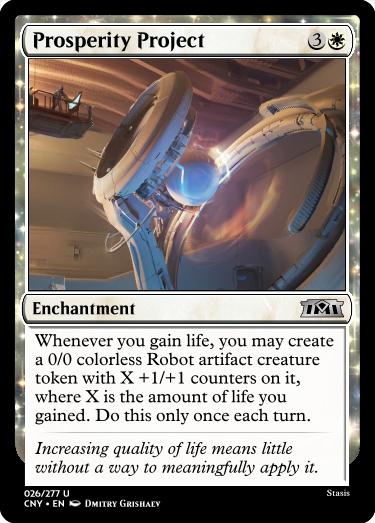 Prosperity Project 3
Enchantment
Whenever you gain life, you may create
a 0/0 colorless Robot artifact creature
token with X +1/+1 counters on it,
where X is the amount of life you
gained. Do this only once each turn.
Increasing quality of life means little
without a way to meaningfully apply it.
026/277 U Stasis
CNY • EN Dmitry Grishaev